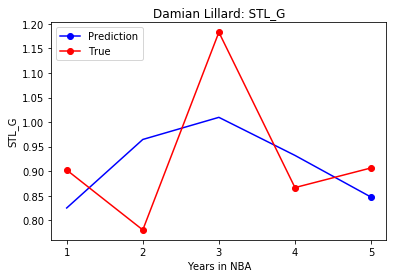 Damian Lillard: STL_G
Prediction
True
1.20
1.15
1.10
1.05
1.00
0.95
0.90
0.85
0.80
STL_G
1 2 3 4 5
Years in NBA